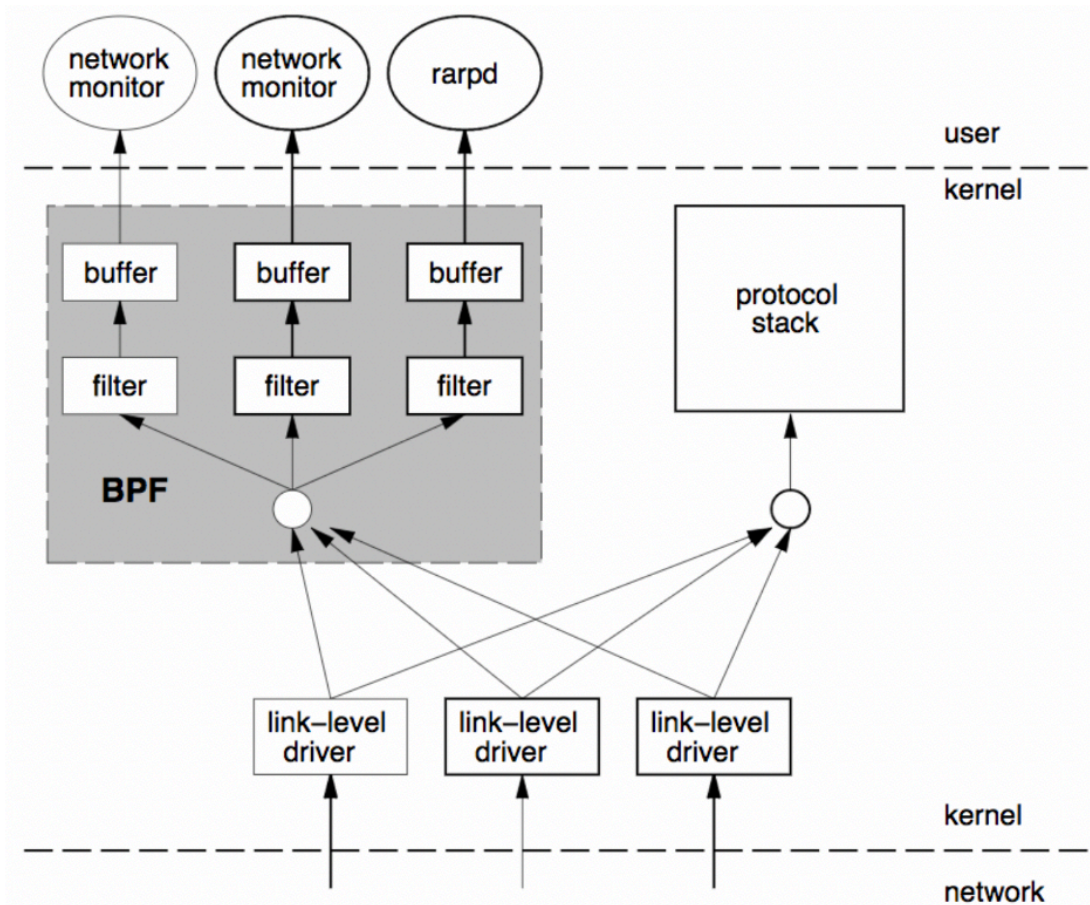 network
monitor
network
monitor
rarpd
user
kernel
buffer
buffer
buffer
protocol
stack
filter
filter
filter
BPF
link–level
driver
link–level
driver
link–level
driver
kernel
network